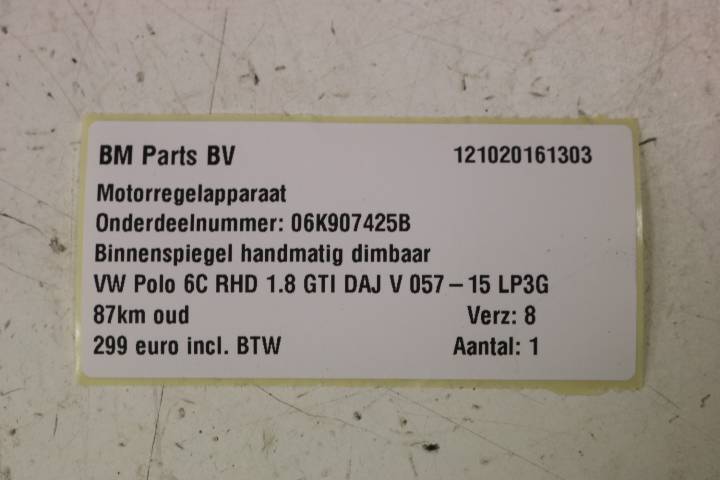 BM Parts BV 121020161303
Motorregelapparaat
Onderdeelnummer: 06K907425B
Binnenspiegel handmatig dimbaar
VW Polo 6C RHD 1.8 GTI DAJ V 057 – 15 LP3G
87km oud Verz: 8
299 euro incl. BTW Aantal: 1